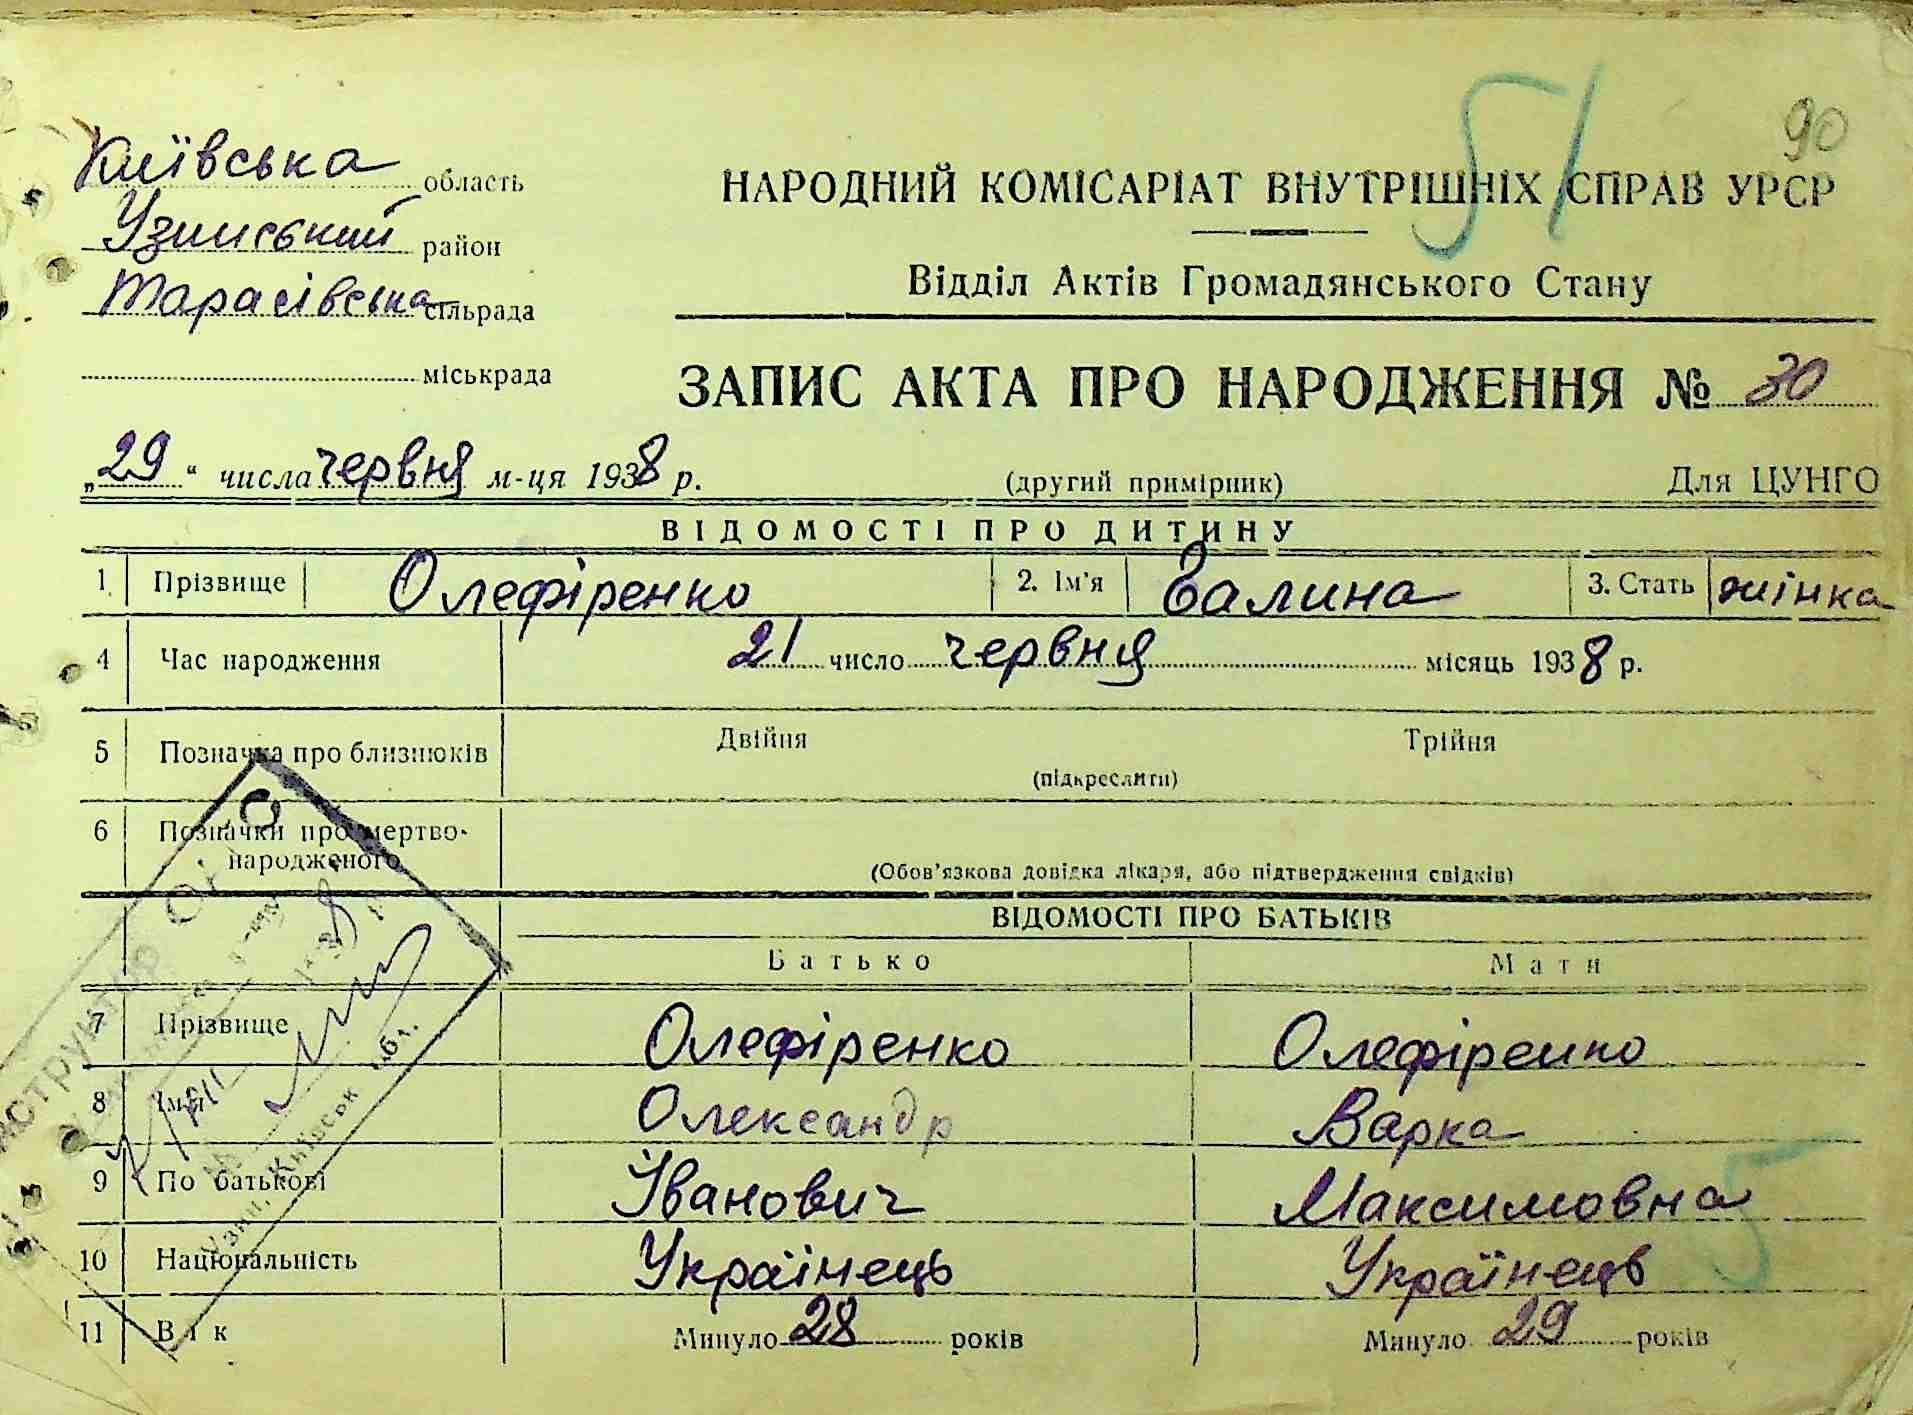 51
90
Київська область
Узинський район
Тарасівська сільрада
міськрада
НАРОДНИЙ КОМІСАРІАТ ВНУТРІШНІХ СПРАВ УРСР
Відділ Актів Громадянського Стану
ЗАПИС АКТА ПРО НАРОДЖЕННЯ № 30
„29“ числа червня м-ця 1938 р.
(другий примірник)
Для ЦУНГО
ВІДОМОСТІ ПРО ДИТИНУ
1 Прізвище Олефіренко 2. Ім'я Галина 3. Стать жінка
4 Час народження 21 число червня місяць 1938 р.
5 Позначка про близнюків Двійня Трійня
(підкреслити)
6 Позначки про мертво-
народженого
(Обов'язкова довідка лікаря, або підтвердження свідків)
ВІДОМОСТІ ПРО БАТЬКІВ
Батько Мати
7 Прізвище Олефіренко Олефіренко
8 Ім'я Олександр Варка
9 По батькові Іванович Максимовна
10 Національність Українець Українець
5
11 Вік Минуло 28 років Минуло 29 років